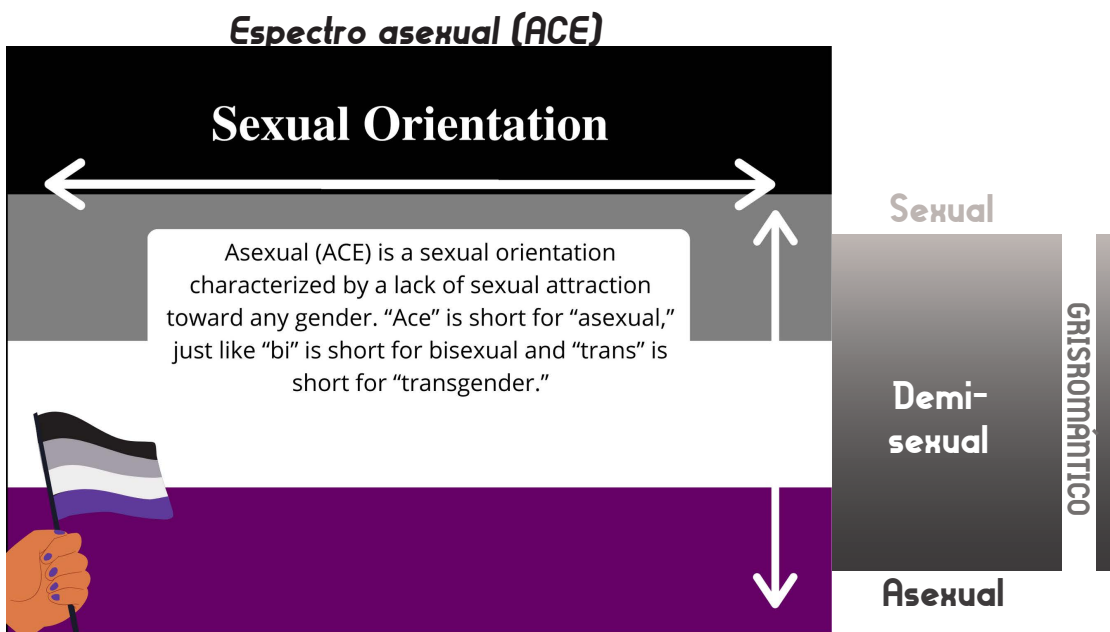 Espectro asexual (ACE)
Sexual Orientation
Asexual (ACE) is a sexual orientation
characterized by a lack of sexual attraction
toward any gender. “Ace” is short for “asexual,”
just like “bi” is short for bisexual and “trans” is
short for “transgender.”
Sexual
Demi-
sexual
Asexual
GRISROMÁNTICO